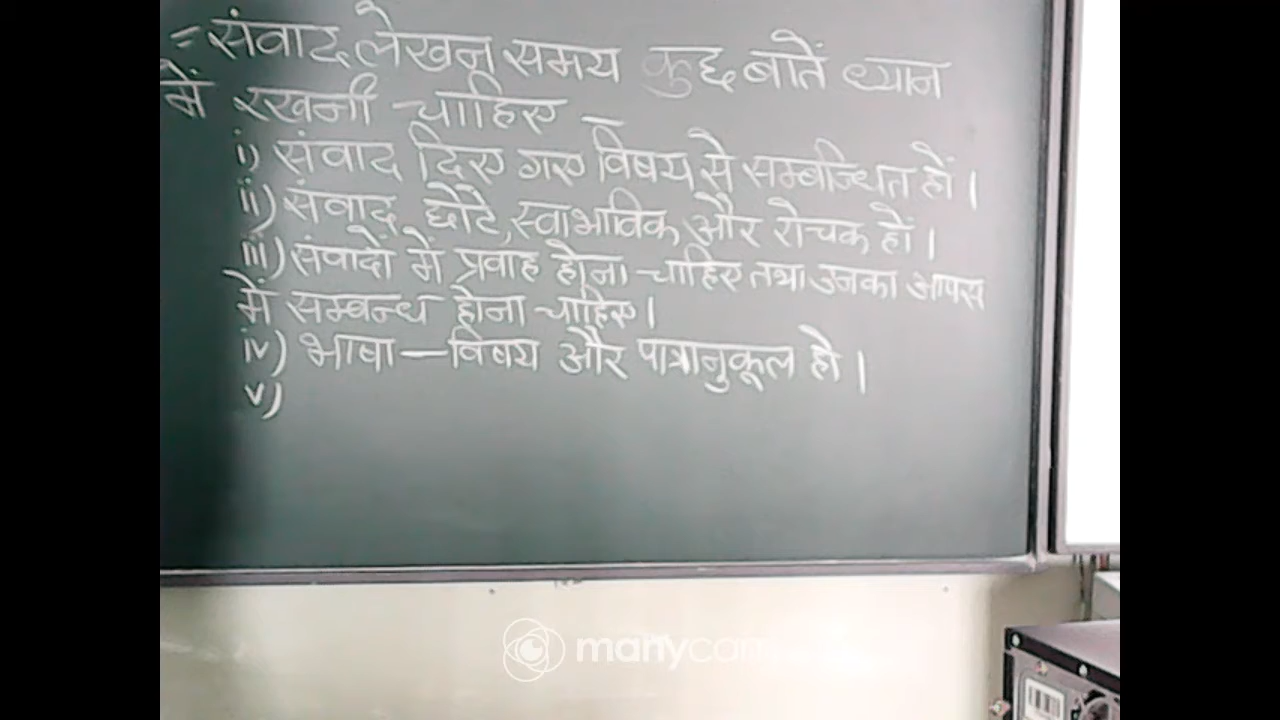 = संवाद लेखन समय कुछ बातें ध्यान
में रखनी चाहिए –
i) संवाद दिए गए विषय से सम्बन्धित हों।
ii) संवाद छोटे, स्वाभाविक और रोचक हों।
iii) संवादों में प्रवाह होना चाहिए तथा उनका आपस
में सम्बन्ध होना चाहिए।
iv) भाषा – विषय और पात्रानुकूल हो।
v)
manycam